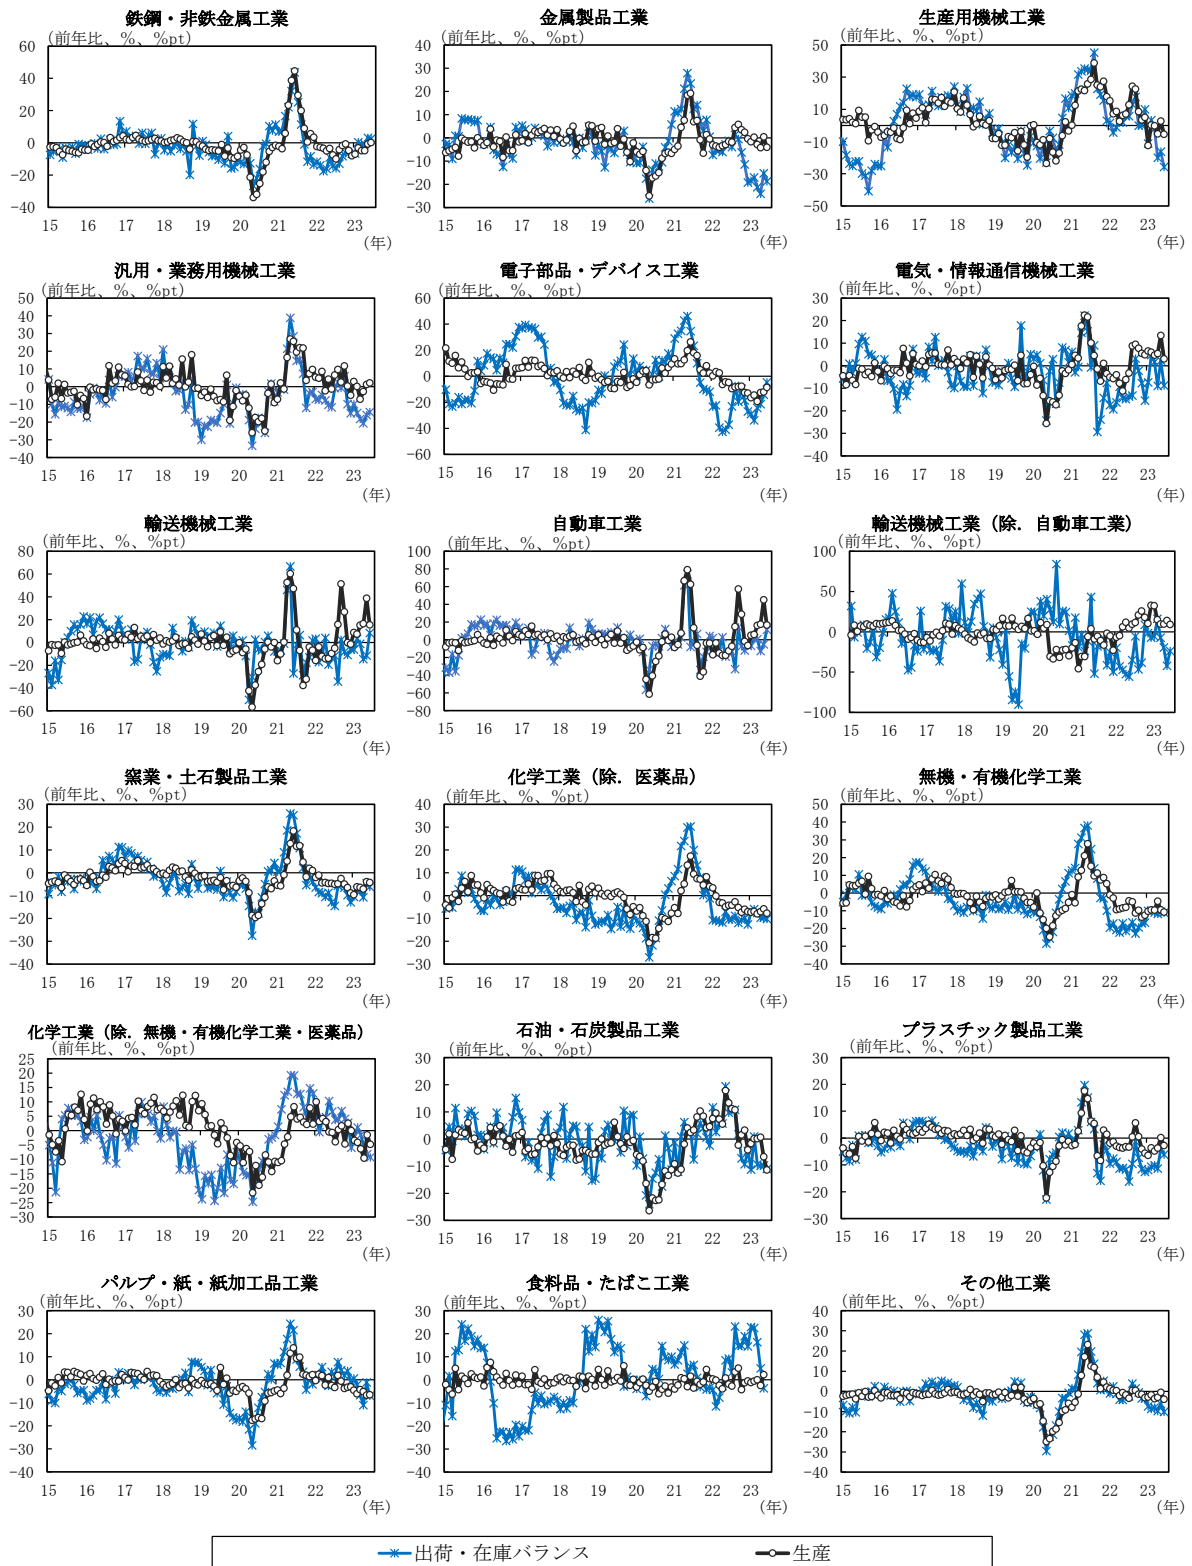 鉄鋼・非鉄金属工業
(前年比、%、%pt)
60
40
20
0
−20
−40
15 16 17 18 19 20 21 22 23
(年)
金属製品工業
(前年比、%、%pt)
40
30
20
10
0
−10
−20
−30
15 16 17 18 19 20 21 22 23
(年)
生産用機械工業
(前年比、%、%pt)
50
30
10
−10
−30
−50
15 16 17 18 19 20 21 22 23
(年)
汎用・業務用機械工業
(前年比、%、%pt)
50
40
30
20
10
0
−10
−20
−30
−40
15 16 17 18 19 20 21 22 23
(年)
電子部品・デバイス工業
(前年比、%、%pt)
60
40
20
0
−20
−40
−60
15 16 17 18 19 20 21 22 23
(年)
電気・情報通信機械工業
(前年比、%、%pt)
30
20
10
0
−10
−20
−30
−40
15 16 17 18 19 20 21 22 23
(年)
輸送機械工業
(前年比、%、%pt)
80
60
40
20
0
−20
−40
−60
15 16 17 18 19 20 21 22 23
(年)
自動車工業
(前年比、%、%pt)
100
80
60
40
20
0
−20
−40
−60
−80
15 16 17 18 19 20 21 22 23
(年)
輸送機械工業（除．自動車工業）
(前年比、%、%pt)
100
50
0
−50
−100
15 16 17 18 19 20 21 22 23
(年)
窯業・土石製品工業
(前年比、%、%pt)
30
20
10
0
−10
−20
−30
−40
15 16 17 18 19 20 21 22 23
(年)
化学工業（除．医薬品）
(前年比、%、%pt)
40
30
20
10
0
−10
−20
−30
15 16 17 18 19 20 21 22 23
(年)
無機・有機化学工業
(前年比、%、%pt)
50
40
30
20
10
0
−10
−20
−30
−40
15 16 17 18 19 20 21 22 23
(年)
化学工業（除．無機・有機化学工業・医薬品）
(前年比、%、%pt)
25
20
15
10
5
0
−5
−10
−15
−20
−25
−30
15 16 17 18 19 20 21 22 23
(年)
石油・石炭製品工業
(前年比、%、%pt)
30
20
10
0
−10
−20
−30
15 16 17 18 19 20 21 22 23
(年)
プラスチック製品工業
(前年比、%、%pt)
30
20
10
0
−10
−20
−30
15 16 17 18 19 20 21 22 23
(年)
パルプ・紙・紙加工品工業
(前年比、%、%pt)
30
20
10
0
−10
−20
−30
−40
15 16 17 18 19 20 21 22 23
(年)
食料品・たばこ工業
(前年比、%、%pt)
30
20
10
0
−10
−20
−30
−40
15 16 17 18 19 20 21 22 23
(年)
その他工業
(前年比、%、%pt)
40
30
20
10
0
−10
−20
−30
−40
15 16 17 18 19 20 21 22 23
(年)
出荷・在庫バランス 生産